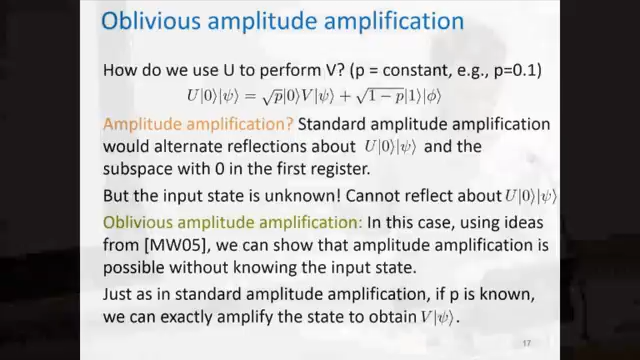 Oblivious amplitude amplification
How do we use U to perform V? (p = constant, e.g., p=0.1)
U|0⟩|ψ⟩ = √p|0⟩V|ψ⟩ + √1 − p|1⟩|ϕ⟩
Amplitude amplification? Standard amplitude amplification
would alternate reflections about U|0⟩|ψ⟩ and the
subspace with 0 in the first register.
But the input state is unknown! Cannot reflect about U|0⟩|ψ⟩
Oblivious amplitude amplification: In this case, using ideas
from [MW05], we can show that amplitude amplification is
possible without knowing the input state.
Just as in standard amplitude amplification, if p is known,
we can exactly amplify the state to obtain V|ψ⟩.
17